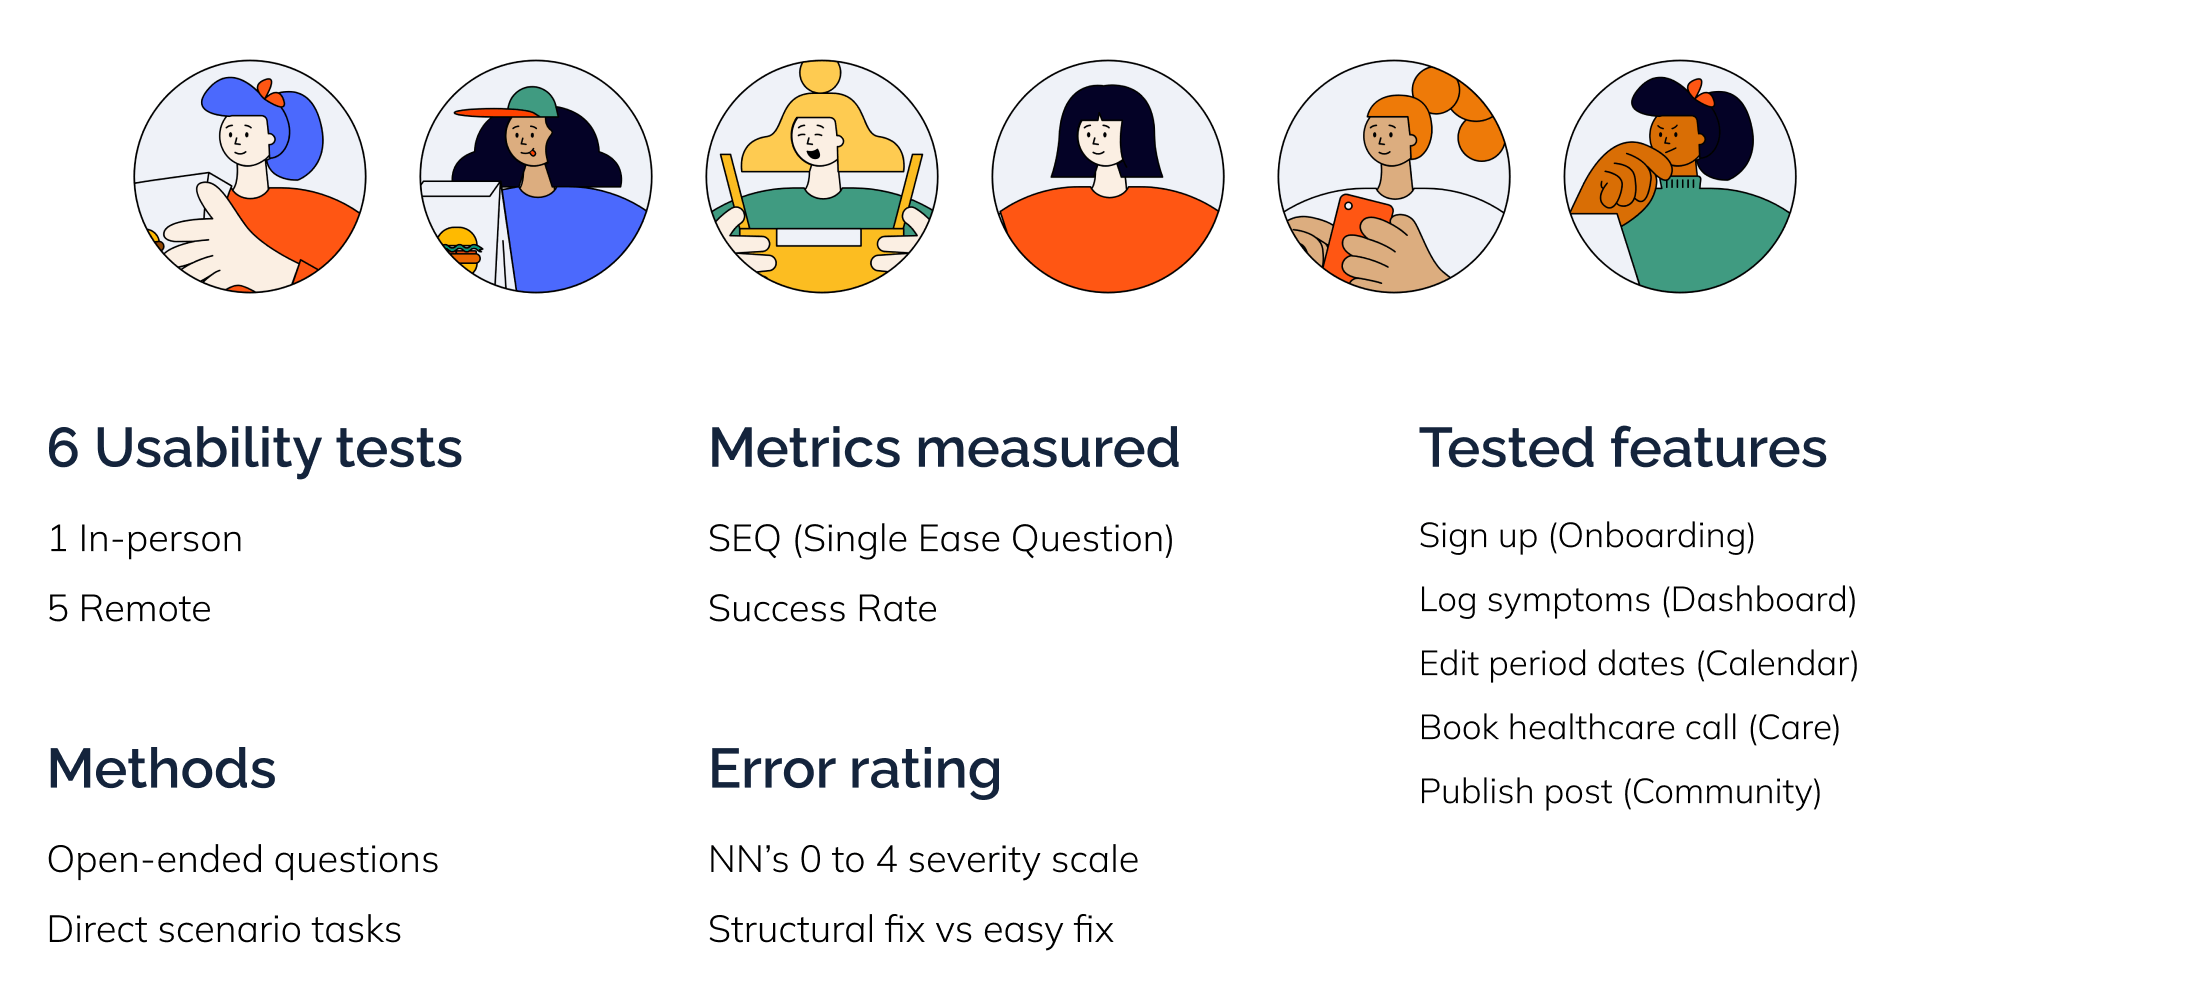 6 Usability tests
1 In-person
5 Remote
Methods
Open-ended questions
Direct scenario tasks
Metrics measured
SEQ (Single Ease Question)
Success Rate
Error rating
NN’s 0 to 4 severity scale
Structural fix vs easy fix
Tested features
Sign up (Onboarding)
Log symptoms (Dashboard)
Edit period dates (Calendar)
Book healthcare call (Care)
Publish post (Community)